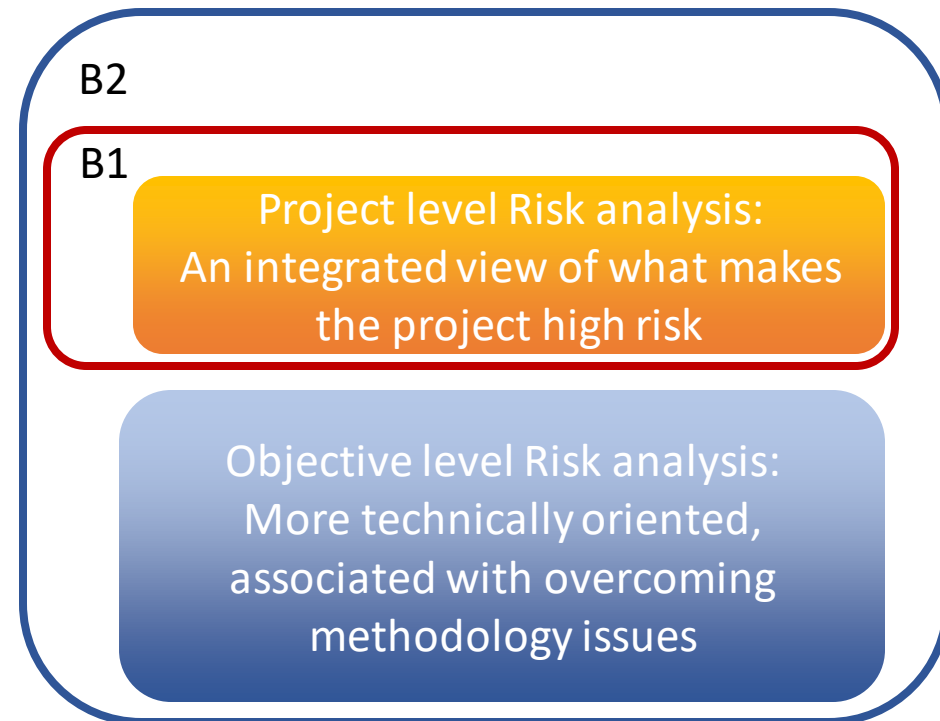 B2
B1
Project level Risk analysis:
An integrated view of what makes
the project high risk
Objective level Risk analysis:
More technically oriented,
associated with overcoming
methodology issues